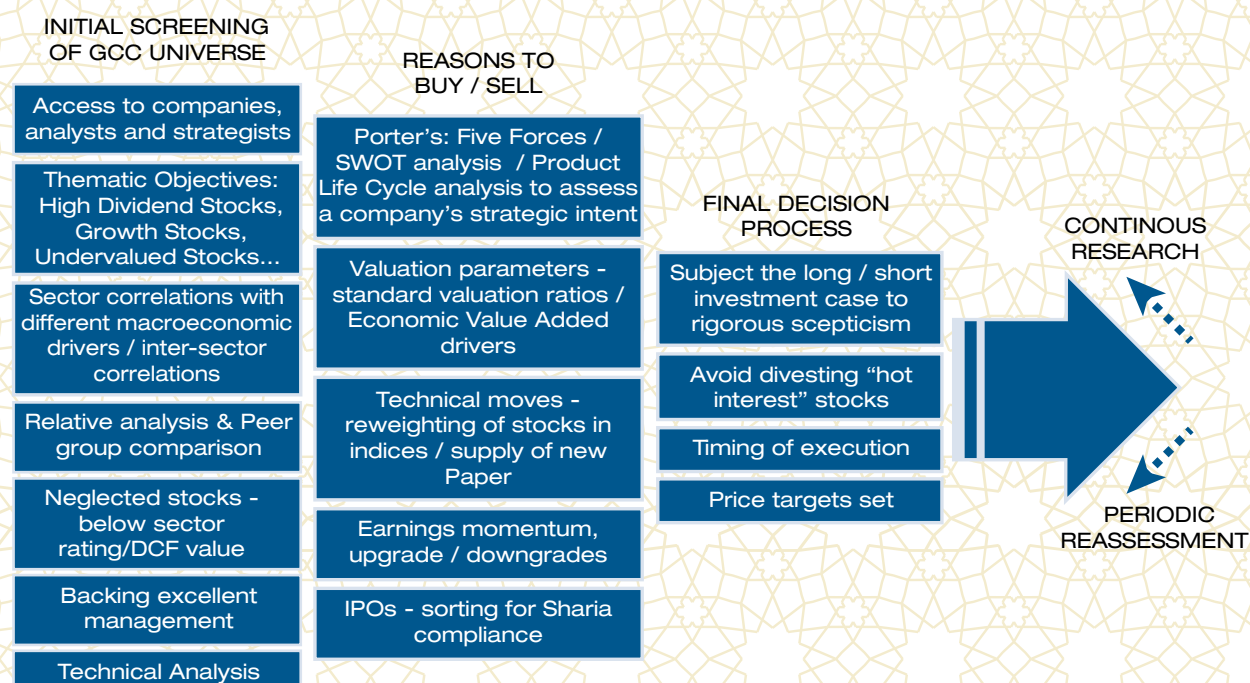 INITIAL SCREENING
OF GCC UNIVERSE
Access to companies,
analysts and strategists
Thematic Objectives:
High Dividend Stocks,
Growth Stocks,
Undervalued Stocks...
Sector correlations with
different macroeconomic
drivers / inter-sector
correlations
Relative analysis & Peer
group comparison
Neglected stocks -
below sector
rating/DCF value
Backing excellent
management
Technical Analysis
REASONS TO
BUY / SELL
Porter's: Five Forces /
SWOT analysis / Product
Life Cycle analysis to assess
a company's strategic intent
Valuation parameters -
standard valuation ratios /
Economic Value Added
drivers
Technical moves -
reweighting of stocks in
indices / supply of new
Paper
Earnings momentum,
upgrade / downgrades
IPOs - sorting for Sharia
compliance
FINAL DECISION
PROCESS
Subject the long / short
investment case to
rigorous scepticism
Avoid divesting “hot
interest” stocks
Timing of execution
Price targets set
CONTINOUS
RESEARCH
PERIODIC
REASSESSMENT